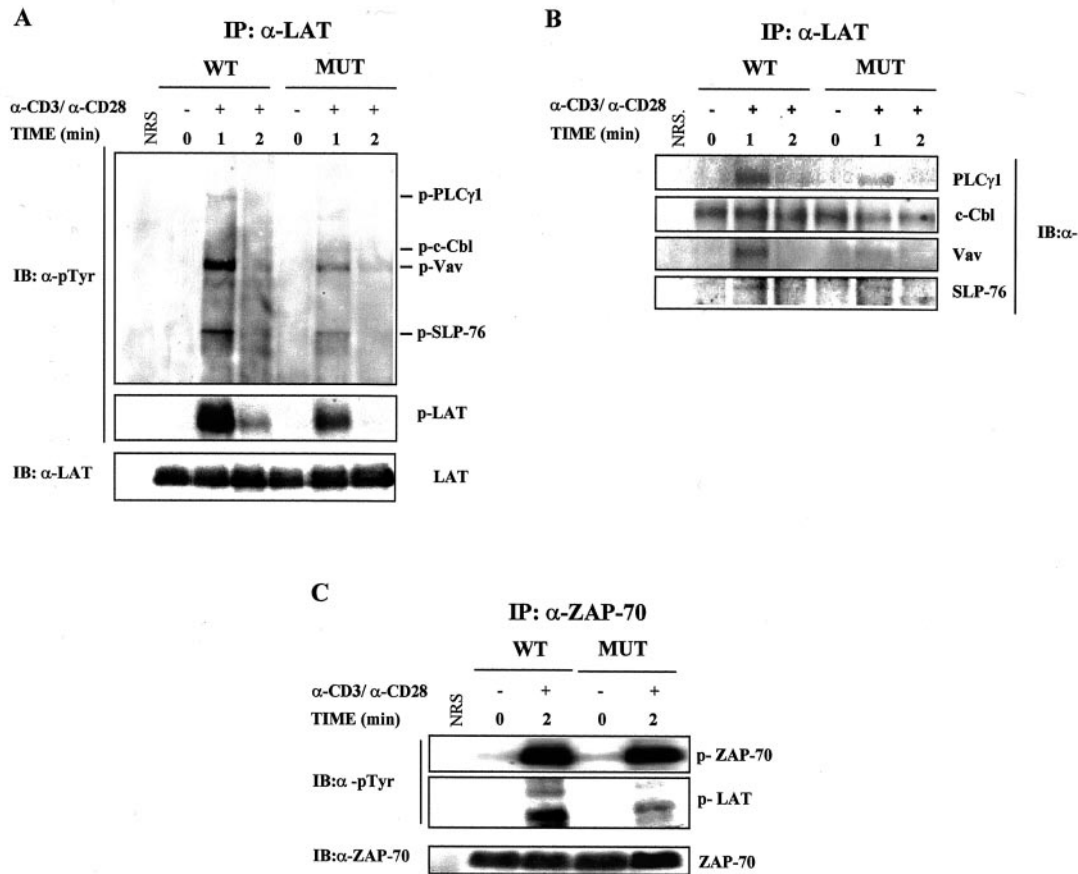 A
IP: α-LAT
WT MUT
α-CD3/ α-CD28 - + + - + +
NRS
TIME (min) 0 1 2 0 1 2
p-PLCγ1
p-c-Cbl
IB: α-pTyr
p-Vav
p-SLP-76
p-LAT
IB: α-LAT LAT
B
IP: α-LAT
WT MUT
α-CD3/ α-CD28 - + + - + +
NRS.
TIME (min) 0 1 2 0 1 2
PLCγ1
c-Cbl
IB:α-
Vav
SLP-76
C
IP: α-ZAP-70
WT MUT
α-CD3/ α-CD28 - + - +
NRS
TIME (min) 0 2 0 2
p- ZAP-70
IB:α -pTyr
p- LAT
IB:α-ZAP-70 ZAP-70